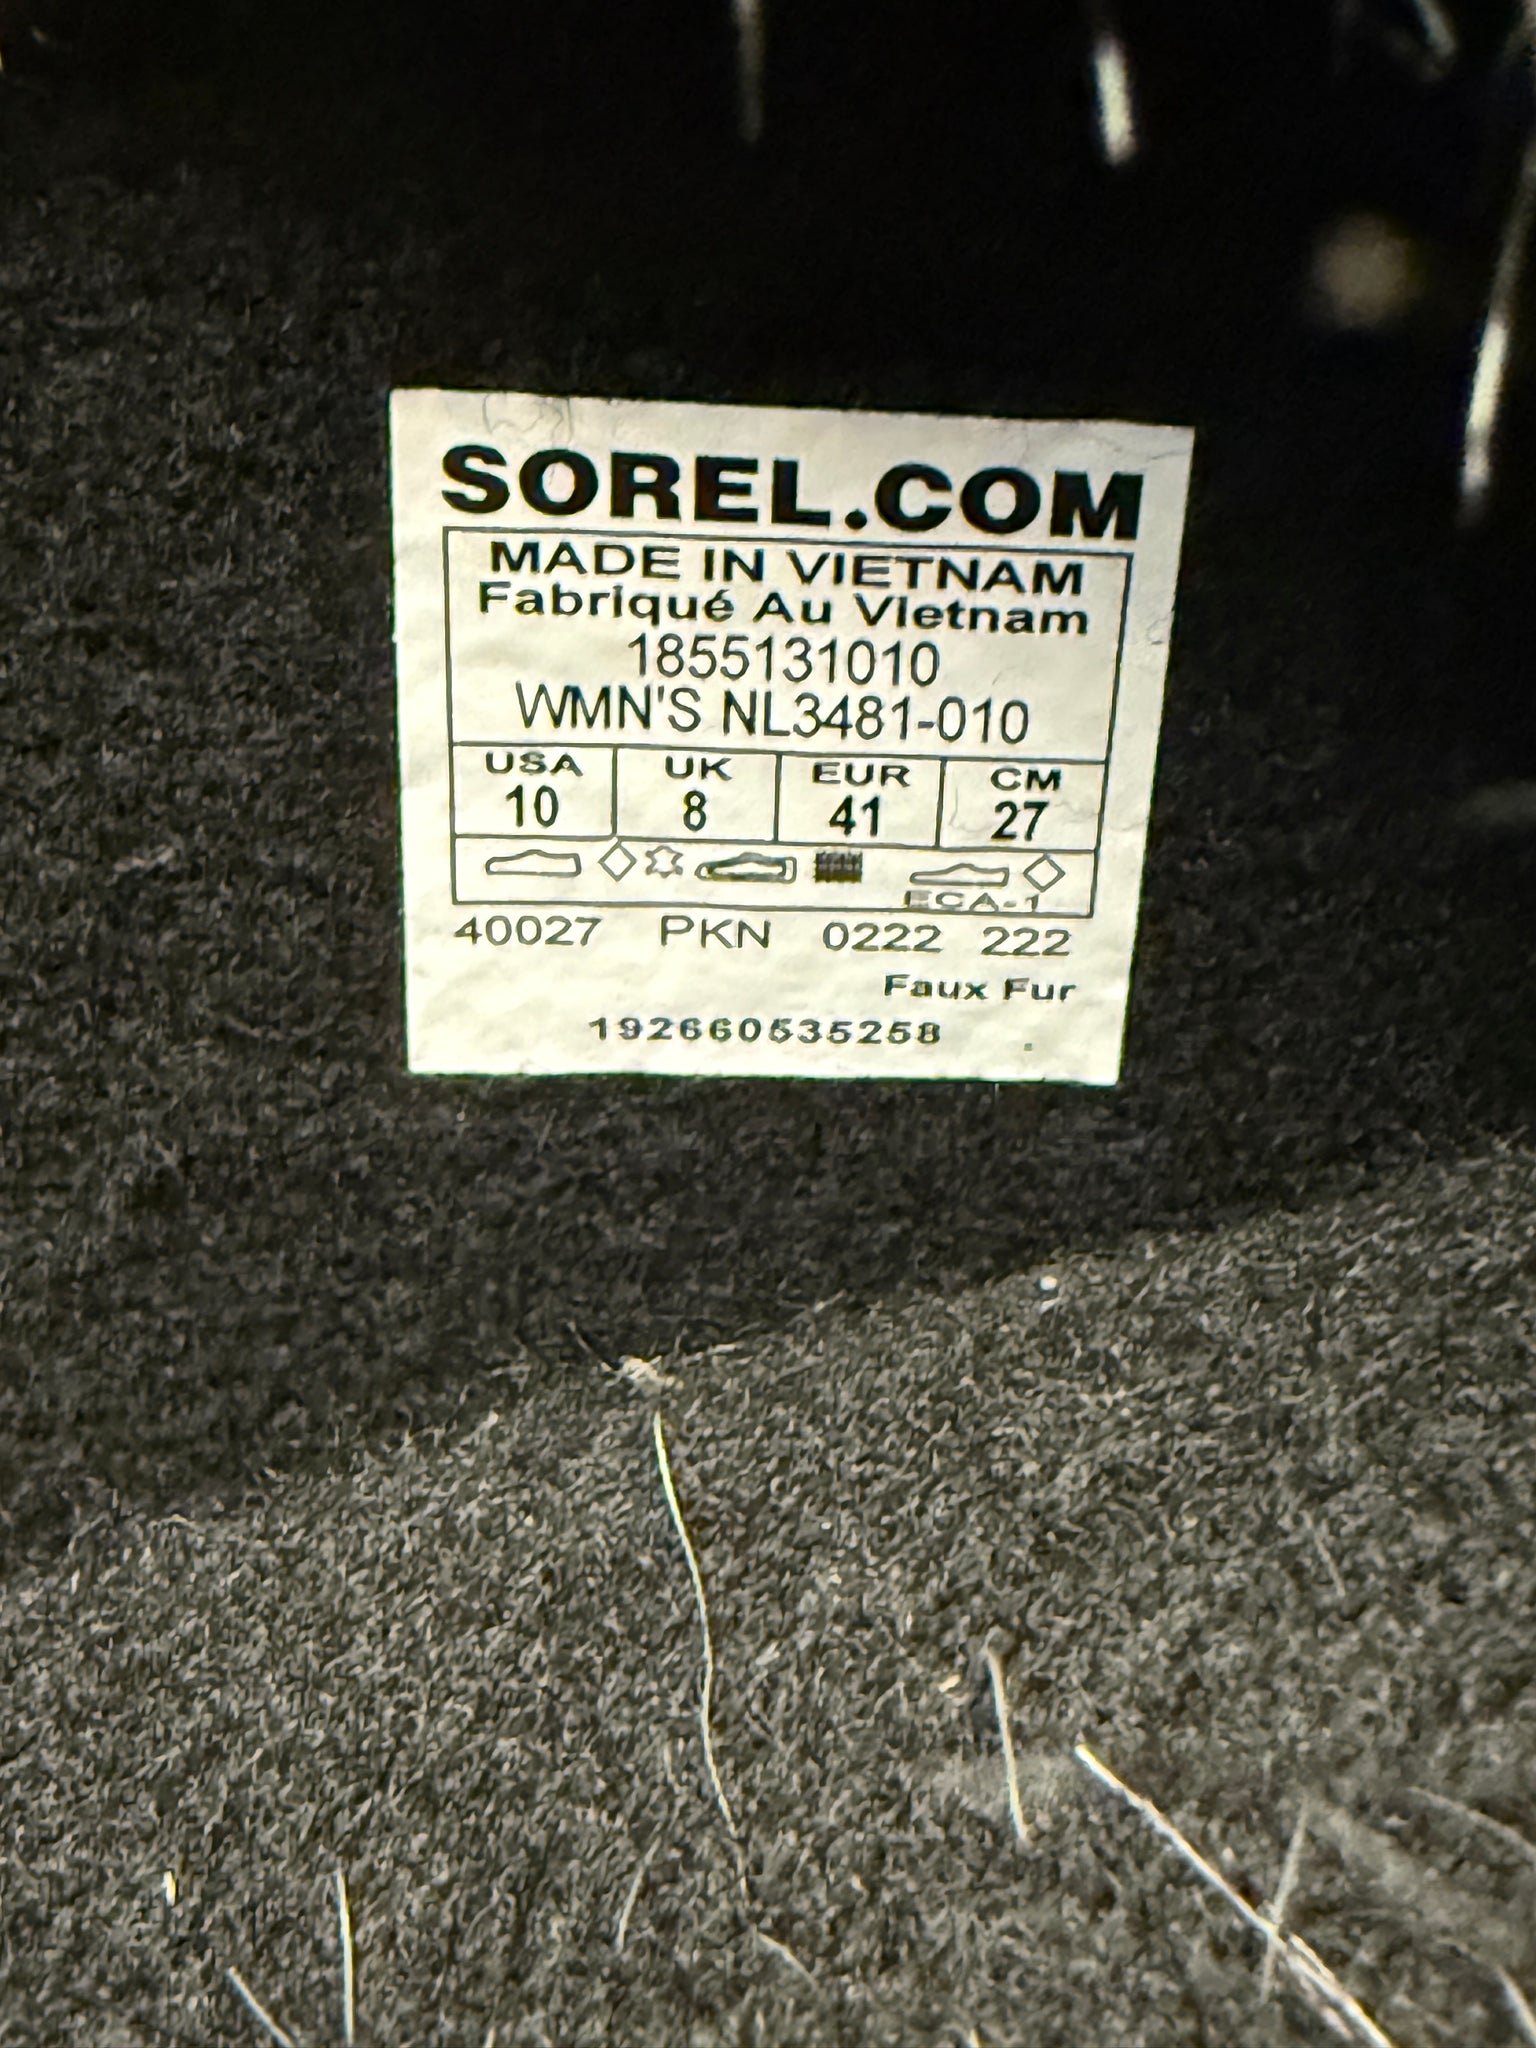 SOREL.COM
MADE IN VIETNAM
Fabriqué Au Vietnam
1855131010
WMN'S NL3481-010
USA UK EUR CM
10 8 41 27
ECA-1
40027 PKN 0222 222
Faux Fur
192660535258